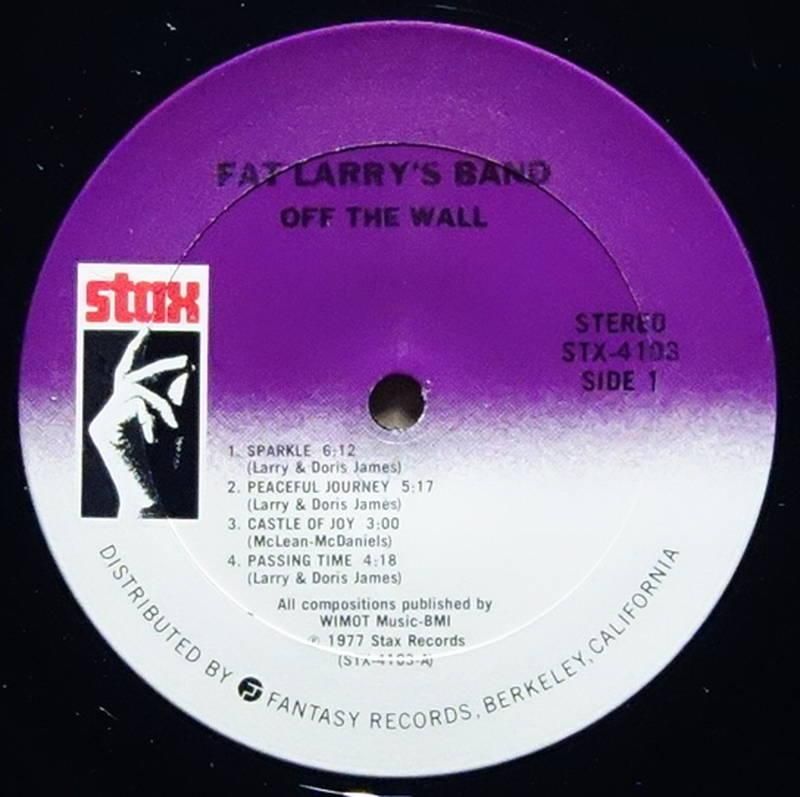 FAT LARRY'S BAND
OFF THE WALL
stax
STEREO
STX-4103
SIDE 1
1. SPARKLE 6:12
(Larry & Doris James)
2. PEACEFUL JOURNEY 5:17
(Larry & Doris James)
3. CASTLE OF JOY 3:00
(McLean-McDaniels)
4. PASSING TIME 4:18
(Larry & Doris James)
All compositions published by
WIMOT Music-BMI
℗ 1977 Stax Records
(STX-4103-A)
DISTRIBUTED BY FANTASY RECORDS, BERKELEY, CALIFORNIA